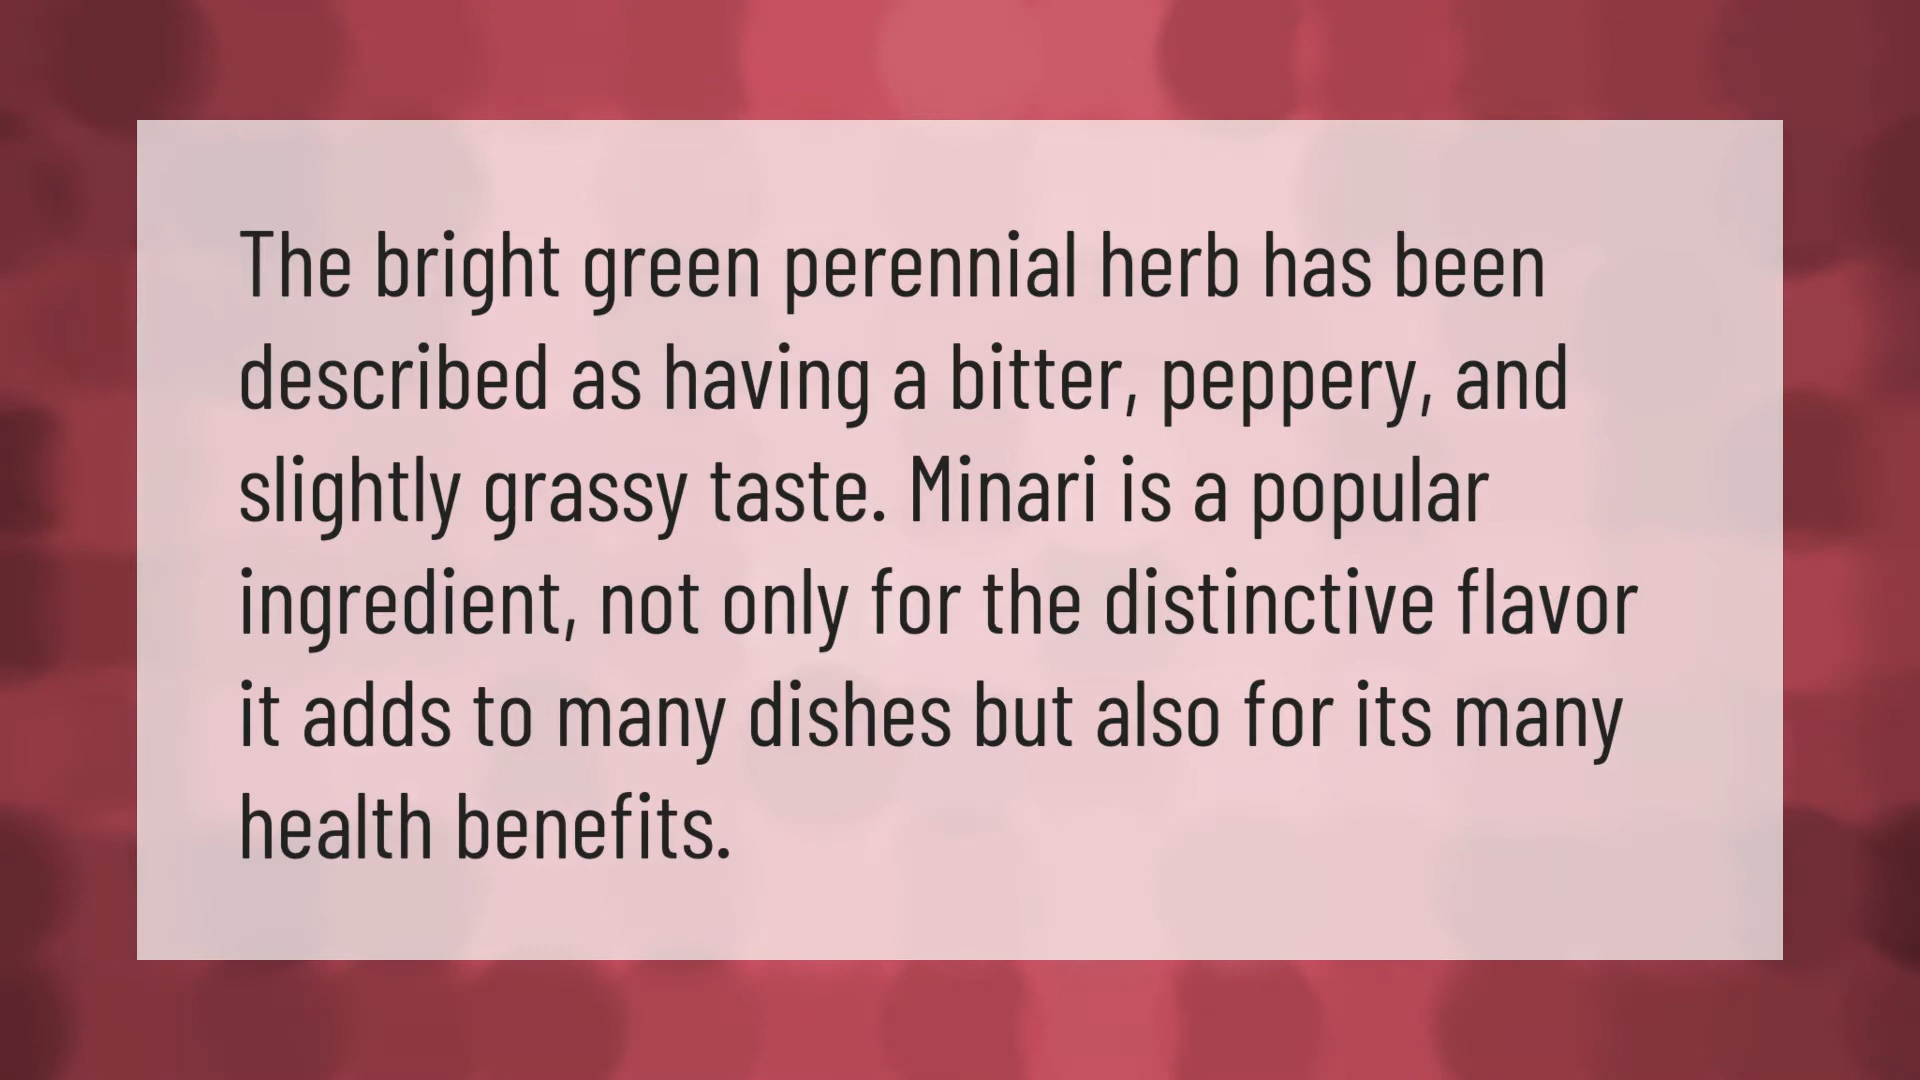 The bright green perennial herb has been
described as having a bitter, peppery, and
slightly grassy taste. Minari is a popular
ingredient, not only for the distinctive flavor
it adds to many dishes but also for its many
health benefits.